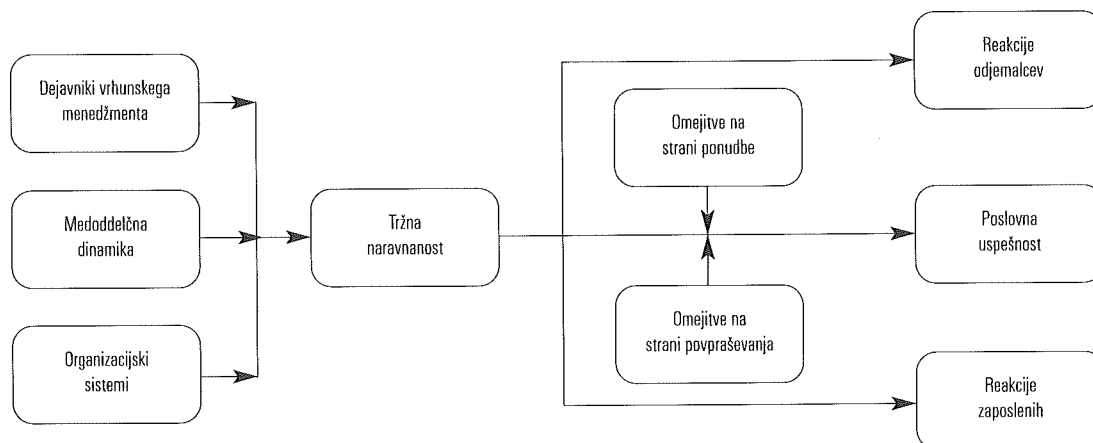 Dejavniki vrhunskega
menedžmenta
Medoddelčna
dinamika
Organizacijski
sistemi
Tržna
naravnanost
Omejitve na
strani ponudbe
Omejitve na
strani povpraševanja
Reakcije
odjemalcev
Poslovna
uspešnost
Reakcije
zaposlenih